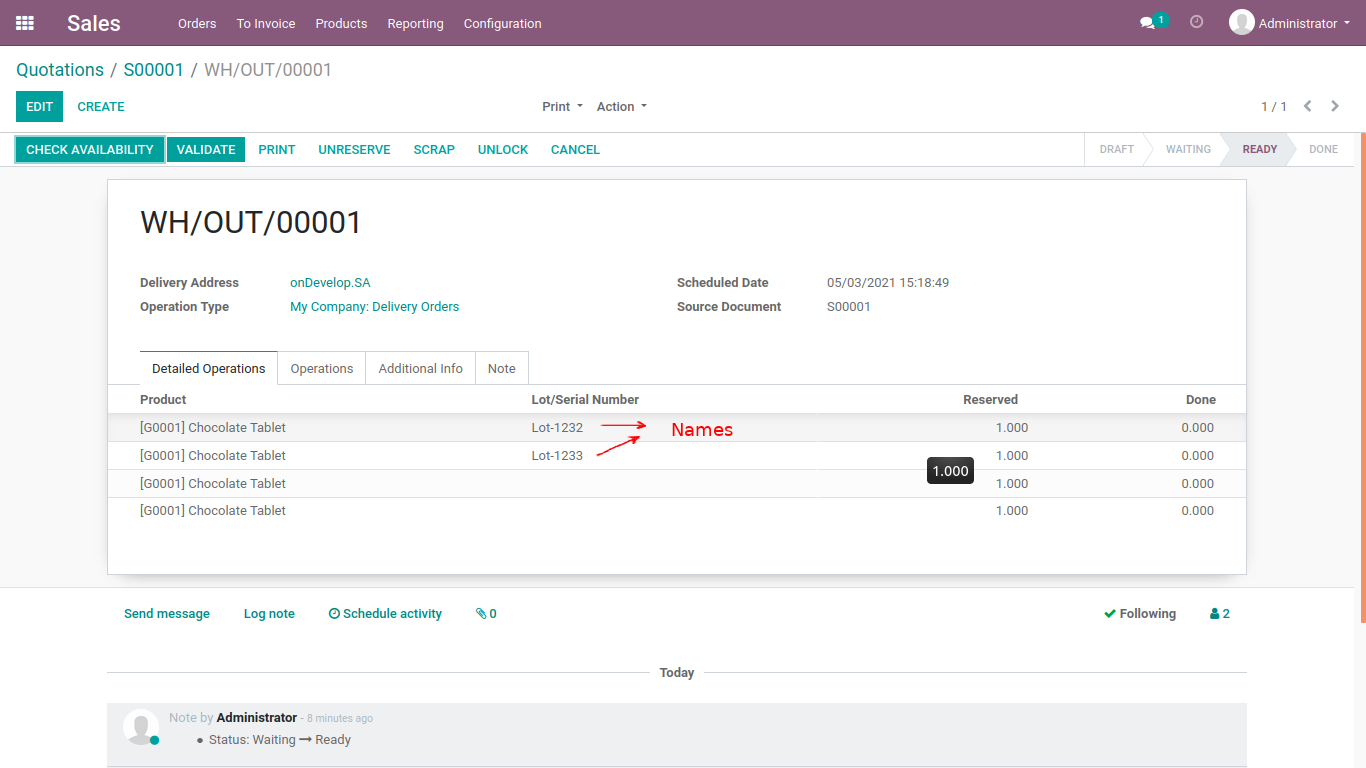 Sales Orders To Invoice Products Reporting Configuration 1 Administrator
Quotations / S00001 / WH/OUT/00001
EDIT CREATE Print Action 1 / 1
CHECK AVAILABILITY VALIDATE PRINT UNRESERVE SCRAP UNLOCK CANCEL DRAFT WAITING READY DONE
WH/OUT/00001
Delivery Address onDevelop.SA Scheduled Date 05/03/2021 15:18:49
Operation Type My Company: Delivery Orders Source Document S00001
Detailed Operations Operations Additional Info Note
Product Lot/Serial Number Reserved Done
[G0001] Chocolate Tablet Lot-1232 Names 1.000 0.000
[G0001] Chocolate Tablet Lot-1233 1.000 0.000
1.000
[G0001] Chocolate Tablet 1.000 0.000
[G0001] Chocolate Tablet 1.000 0.000
Send message Log note Schedule activity 0 Following 2
Today
Note by Administrator - 8 minutes ago
• Status: Waiting → Ready